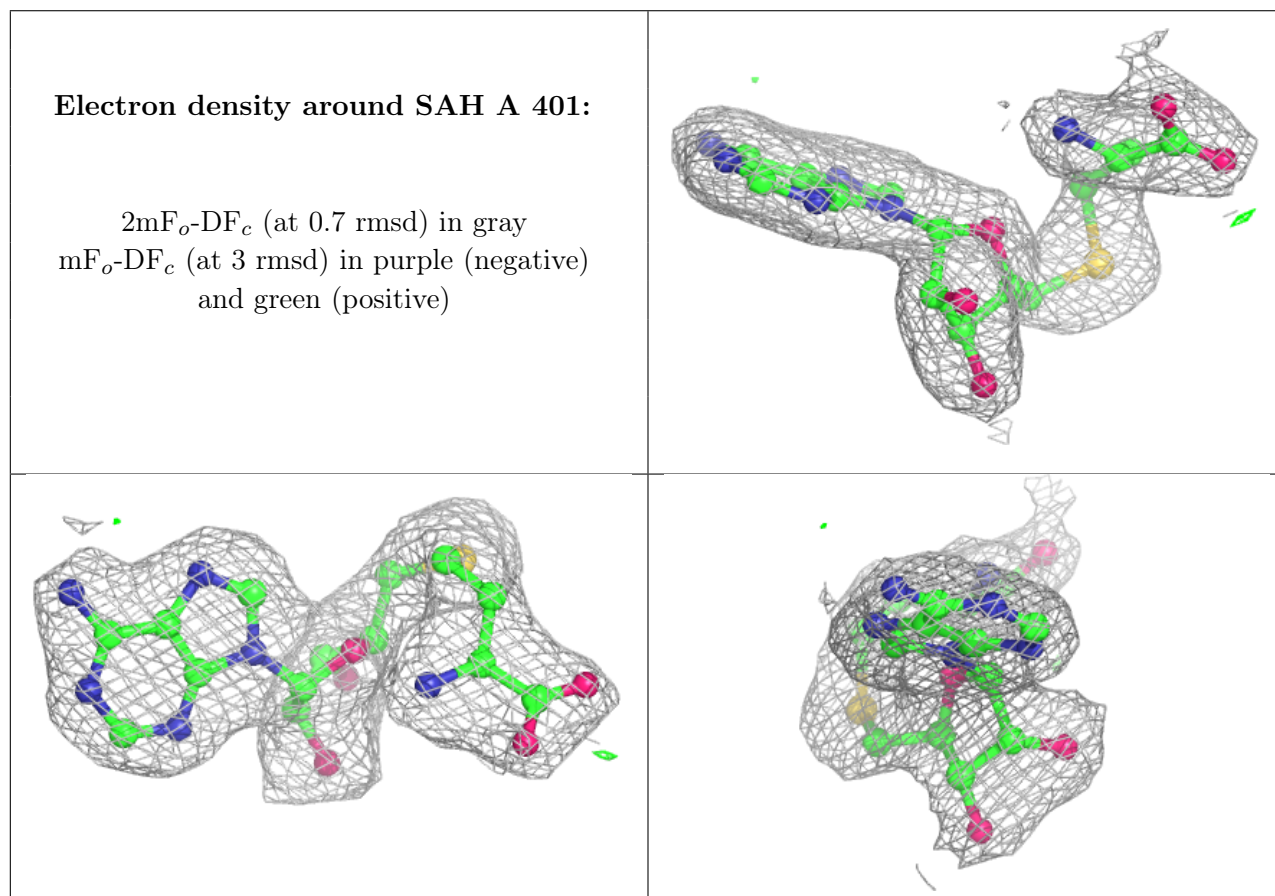 Electron density around SAH A 401:
2mFo-DFc (at 0.7 rmsd) in gray
mFo-DFc (at 3 rmsd) in purple (negative)
and green (positive)